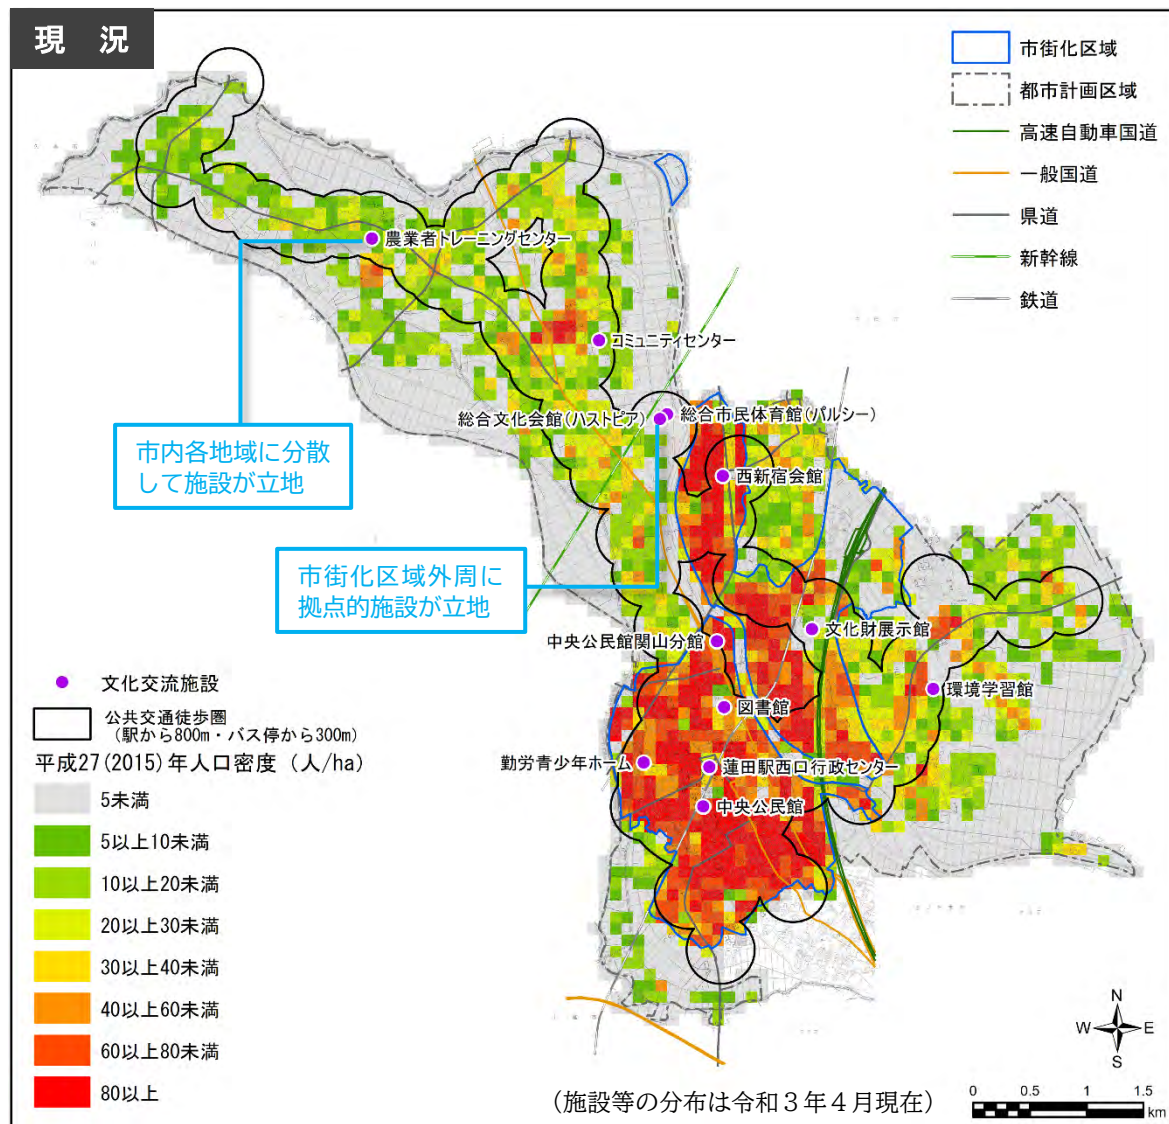 現 況
市街化区域
都市計画区域
高速自動車国道
一般国道
県道
新幹線
鉄道
農業者トレーニングセンター
コミュニティセンター
総合文化会館(ハストピア)
総合市民体育館(パルシー)
西新宿会館
市内各地域に分散
して施設が立地
市街化区域外周に
拠点的施設が立地
文化財展示館
中央公民館関山分館
環境学習館
図書館
勤労青少年ホーム
蓮田駅西口行政センター
中央公民館
文化交流施設
公共交通徒歩圏
(駅から800m・バス停から300m)
平成27(2015)年人口密度 (人/ha)
5未満
5以上10未満
10以上20未満
20以上30未満
30以上40未満
40以上60未満
60以上80未満
80以上
N
W E
S
(施設等の分布は令和3年4月現在)
0 0.5 1 1.5
km